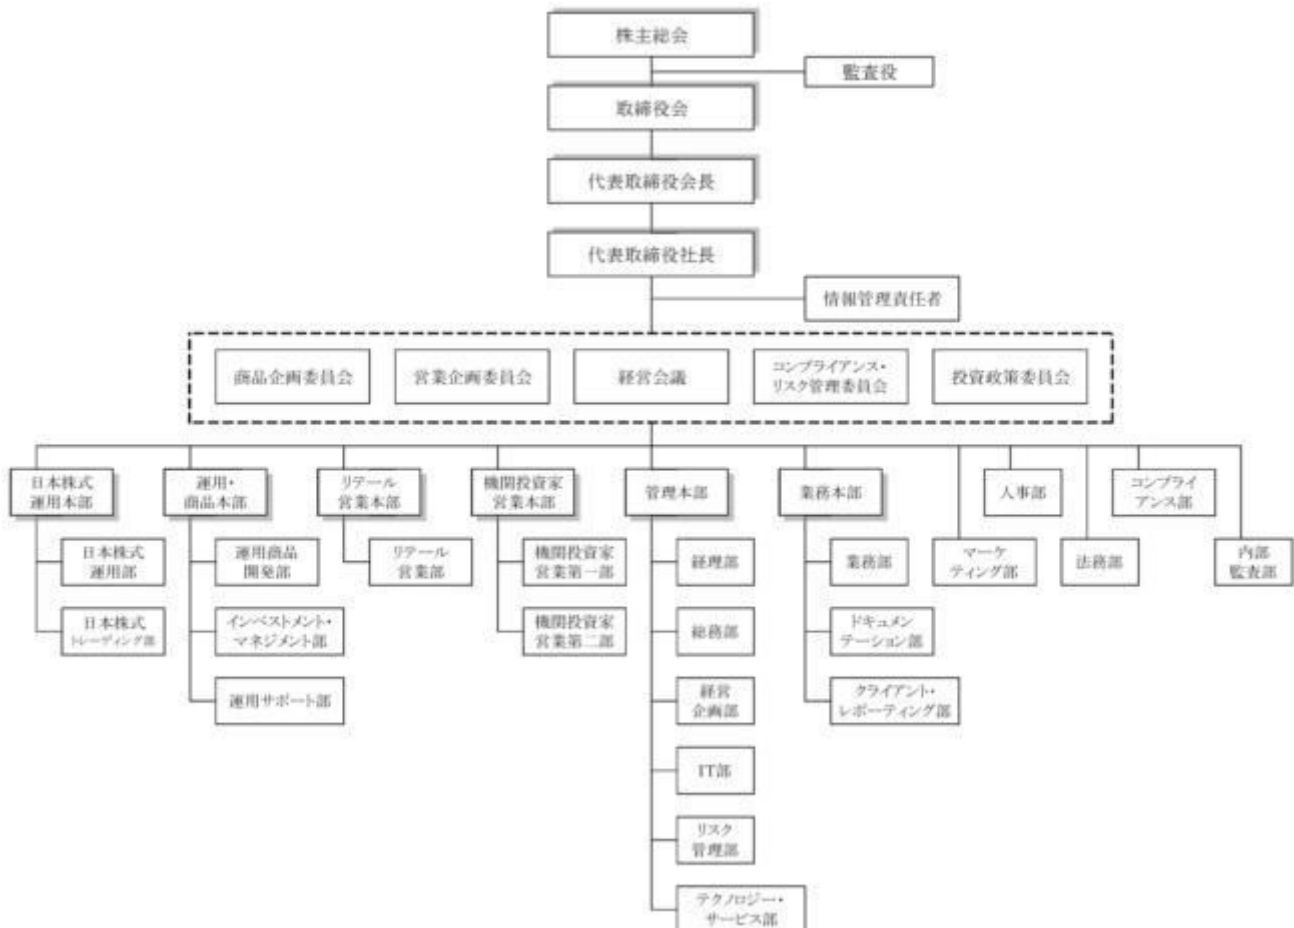 株主総会
監査役
取締役会
代表取締役会長
代表取締役社長
情報管理責任者
商品企画委員会
営業企画委員会
経営会議
コンプライアンス・
リスク管理委員会
投資政策委員会
日本株式
運用本部
運用・
商品本部
リテール
営業本部
機関投資家
営業本部
管理本部
業務本部
人事部
コンプライ
アンス部
日本株式
運用部
運用商品
開発部
リテール
営業部
機関投資家
営業第一部
経理部
業務部
マーケ
ティング部
法務部
内部
監査部
日本株式
トレーディング部
インベストメント・
マネジメント部
機関投資家
営業第二部
総務部
ドキュメン
テーション部
運用サポート部
経営
企画部
クライアント・
レポーティング部
IT部
リスク
管理部
テクノロジー・
サービス部